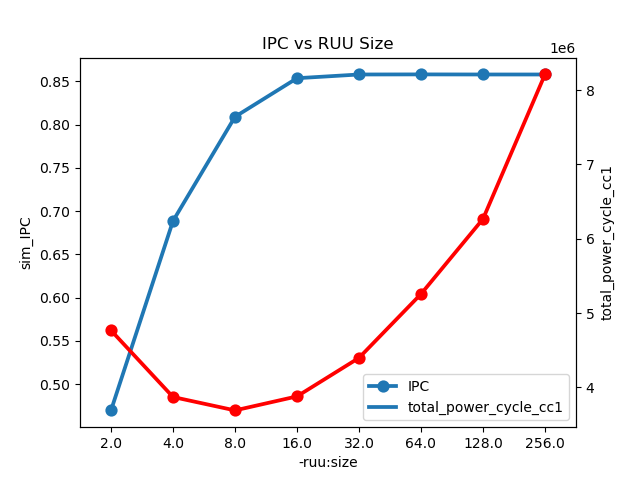 IPC vs RUU Size
1e6
0.85
0.80
0.75
0.70
0.65
0.60
0.55
0.50
sim_IPC
8
7
6
5
4
total_power_cycle_cc1
IPC
total_power_cycle_cc1
2.0 4.0 8.0 16.0 32.0 64.0 128.0 256.0
-ruu:size